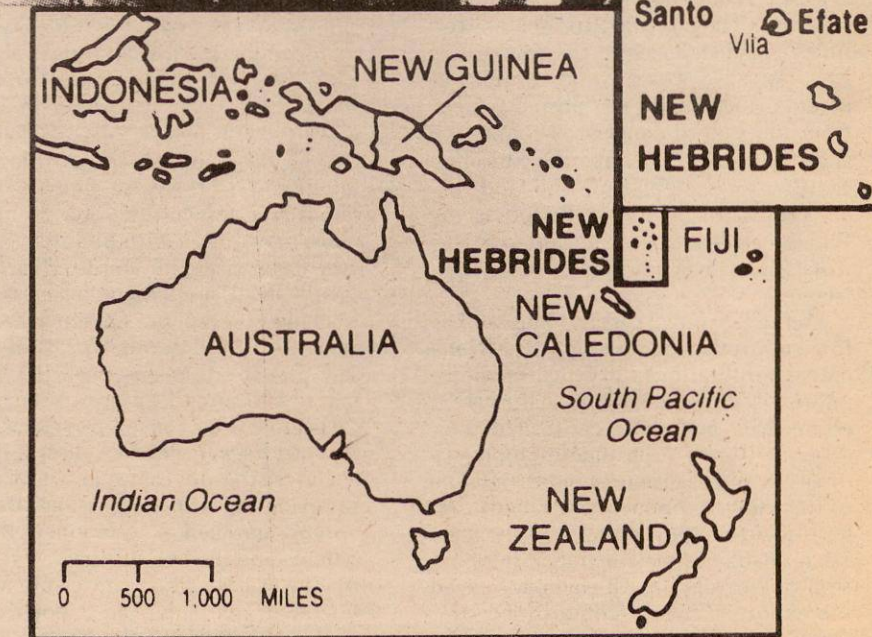 Santo
Efate
Viia
NEW
HEBRIDES
INDONESIA
NEW GUINEA
NEW
HEBRIDES
FIJI
NEW
CALEDONIA
AUSTRALIA
South Pacific
Ocean
Indian Ocean
NEW
ZEALAND
0 500 1,000 MILES